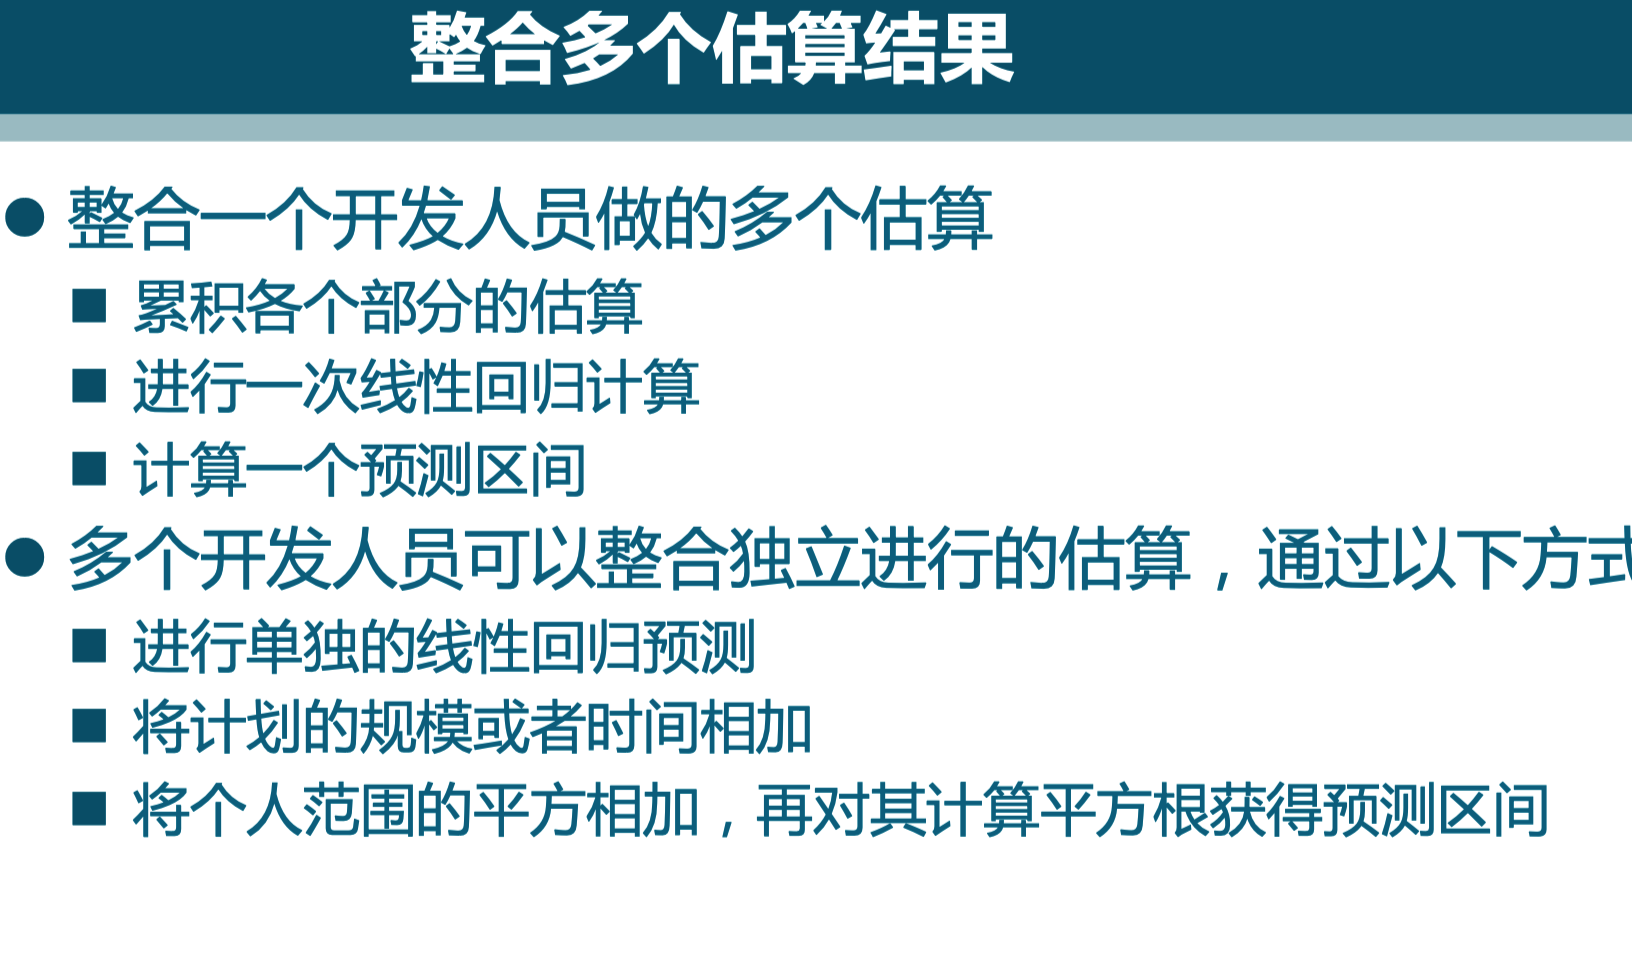 整合多个估算结果
整合一个开发人员做的多个估算
累积各个部分的估算
进行一次线性回归计算
计算一个预测区间
多个开发人员可以整合独立进行的估算，通过以下方式
进行单独的线性回归预测
将计划的规模或者时间相加
将个人范围的平方相加，再对其计算平方根获得预测区间